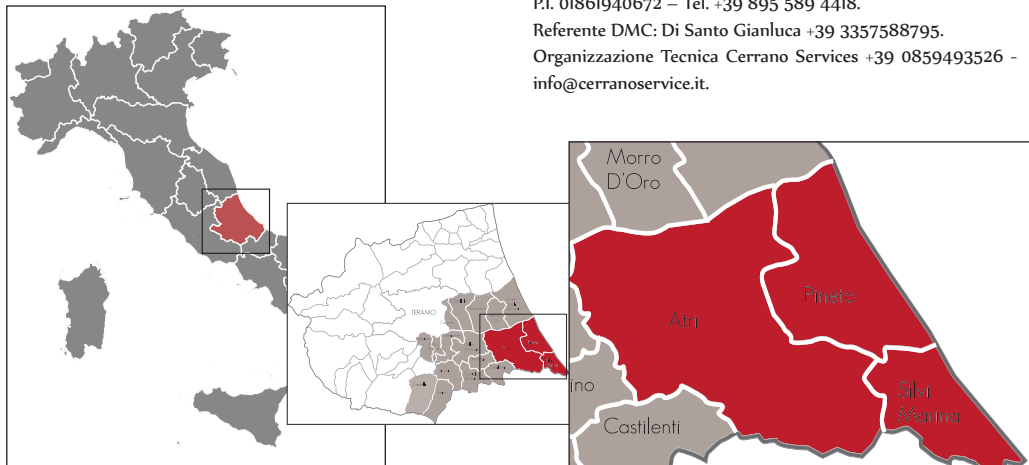 P.I. 01861940672 – Tel. +39 895 589 4418.
Referente DMC: Di Santo Gianluca +39 3357588795.
Organizzazione Tecnica Cerrano Services +39 0859493526 -
info@cerranoservice.it.
Morro
D'Oro
Pineto
Atri
TERAMO
Silvi
Marina
ino
Castilenti